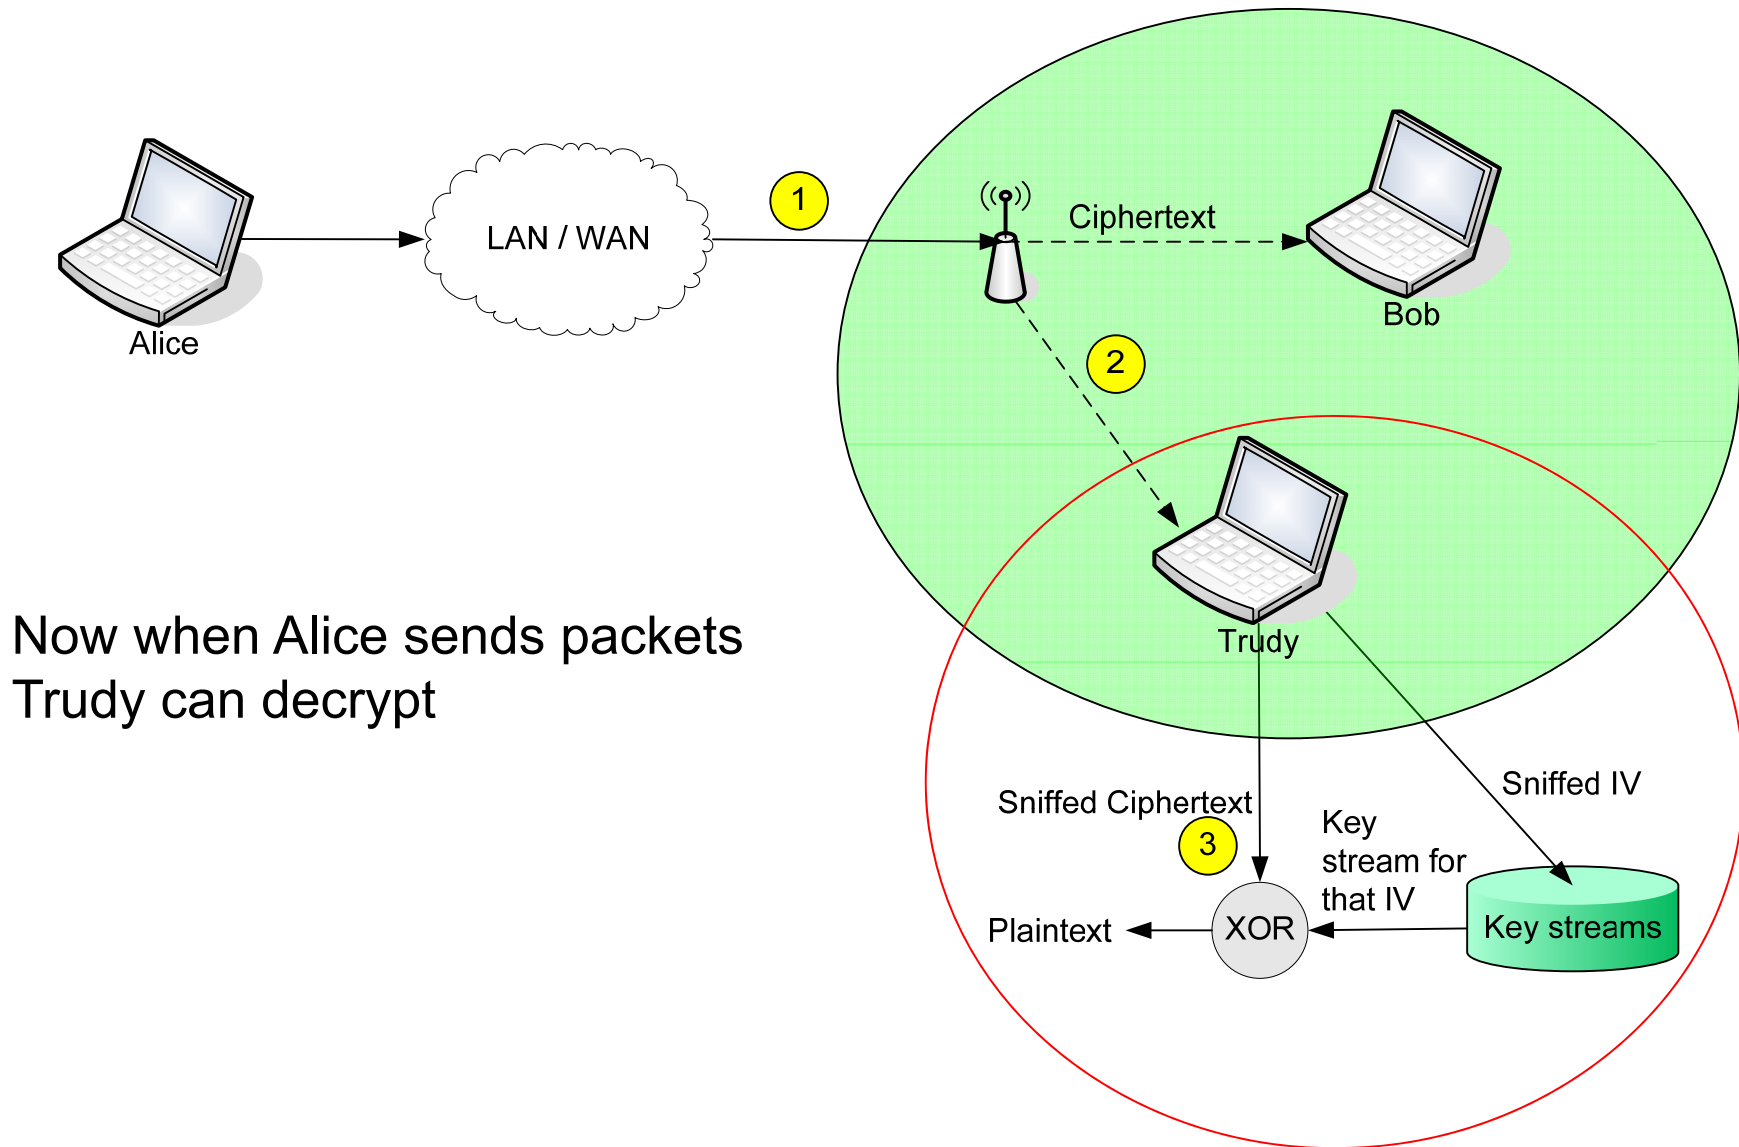 1
Ciphertext
LAN / WAN
Bob
Alice
2
Now when Alice sends packets
Trudy can decrypt
Trudy
Sniffed IV
Sniffed Ciphertext
3
Key
stream for
that IV
Plaintext
XOR
Key streams